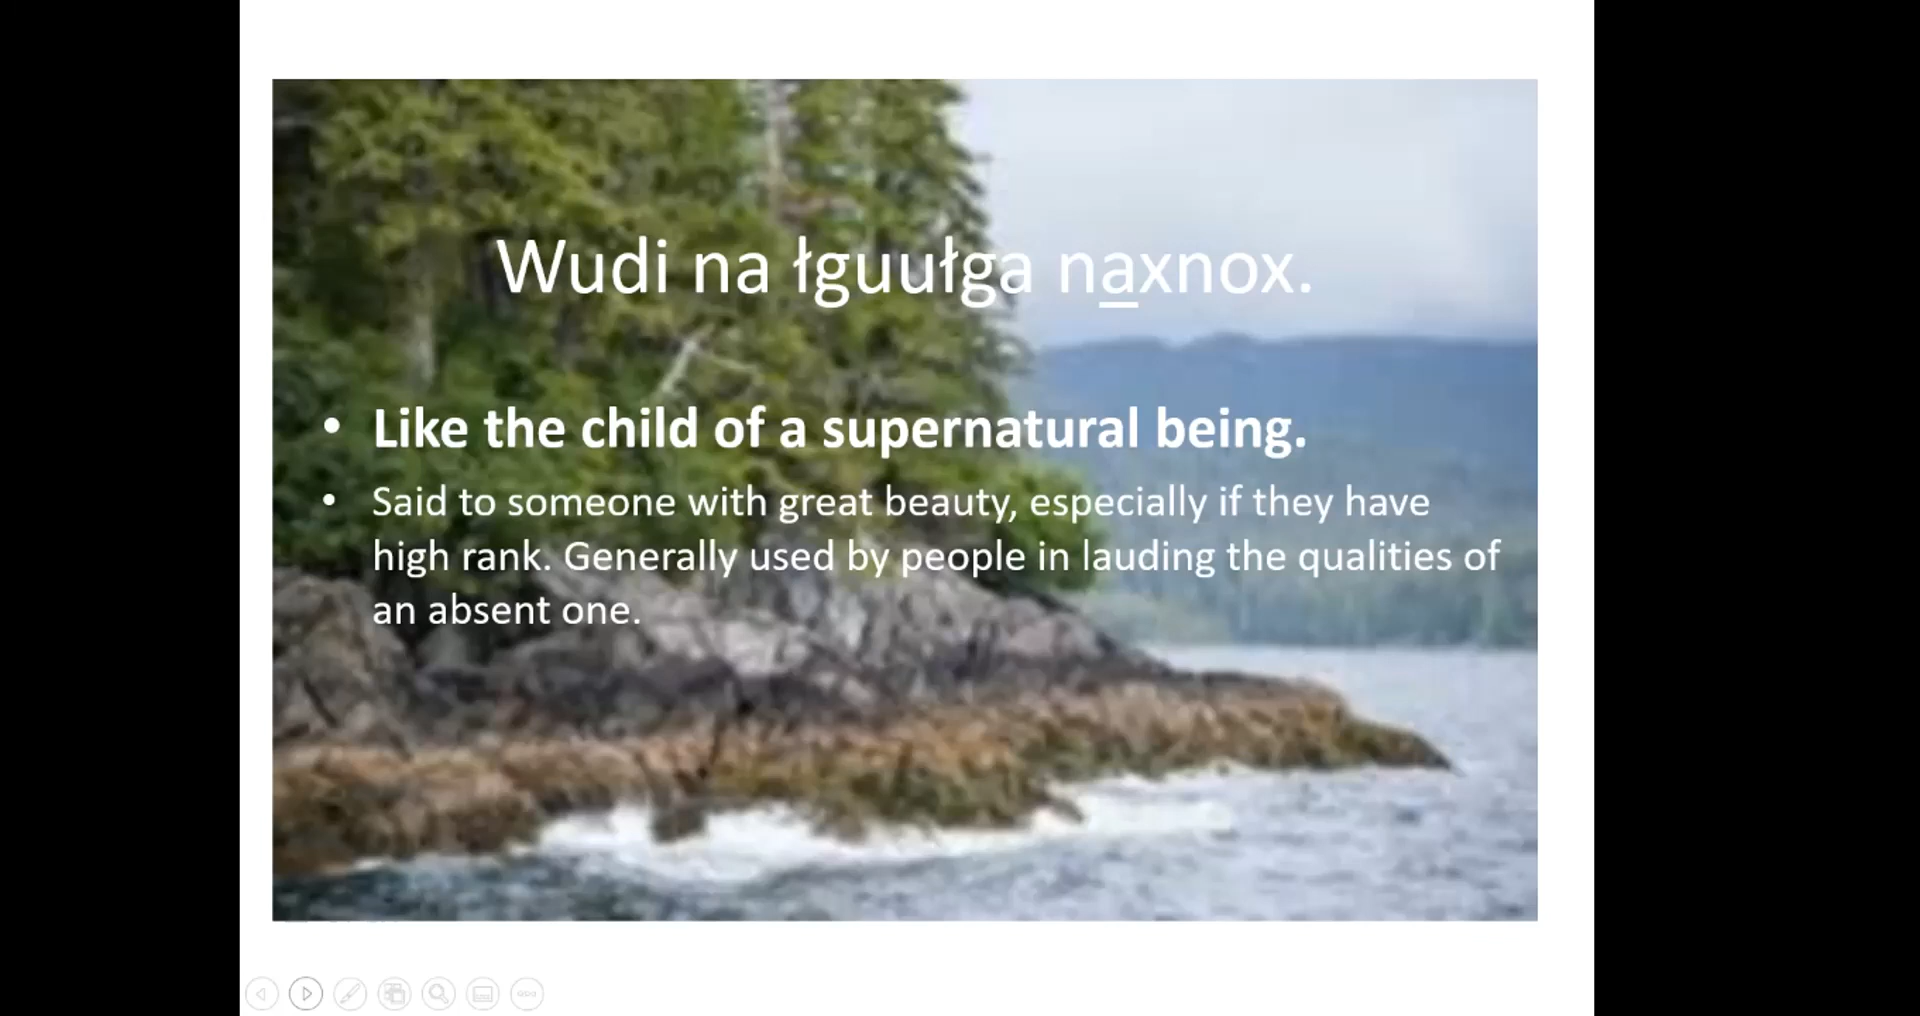 Wudi na łguułga na̲xnox.
• Like the child of a supernatural being.
• Said to someone with great beauty, especially if they have
high rank. Generally used by people in lauding the qualities of
an absent one.